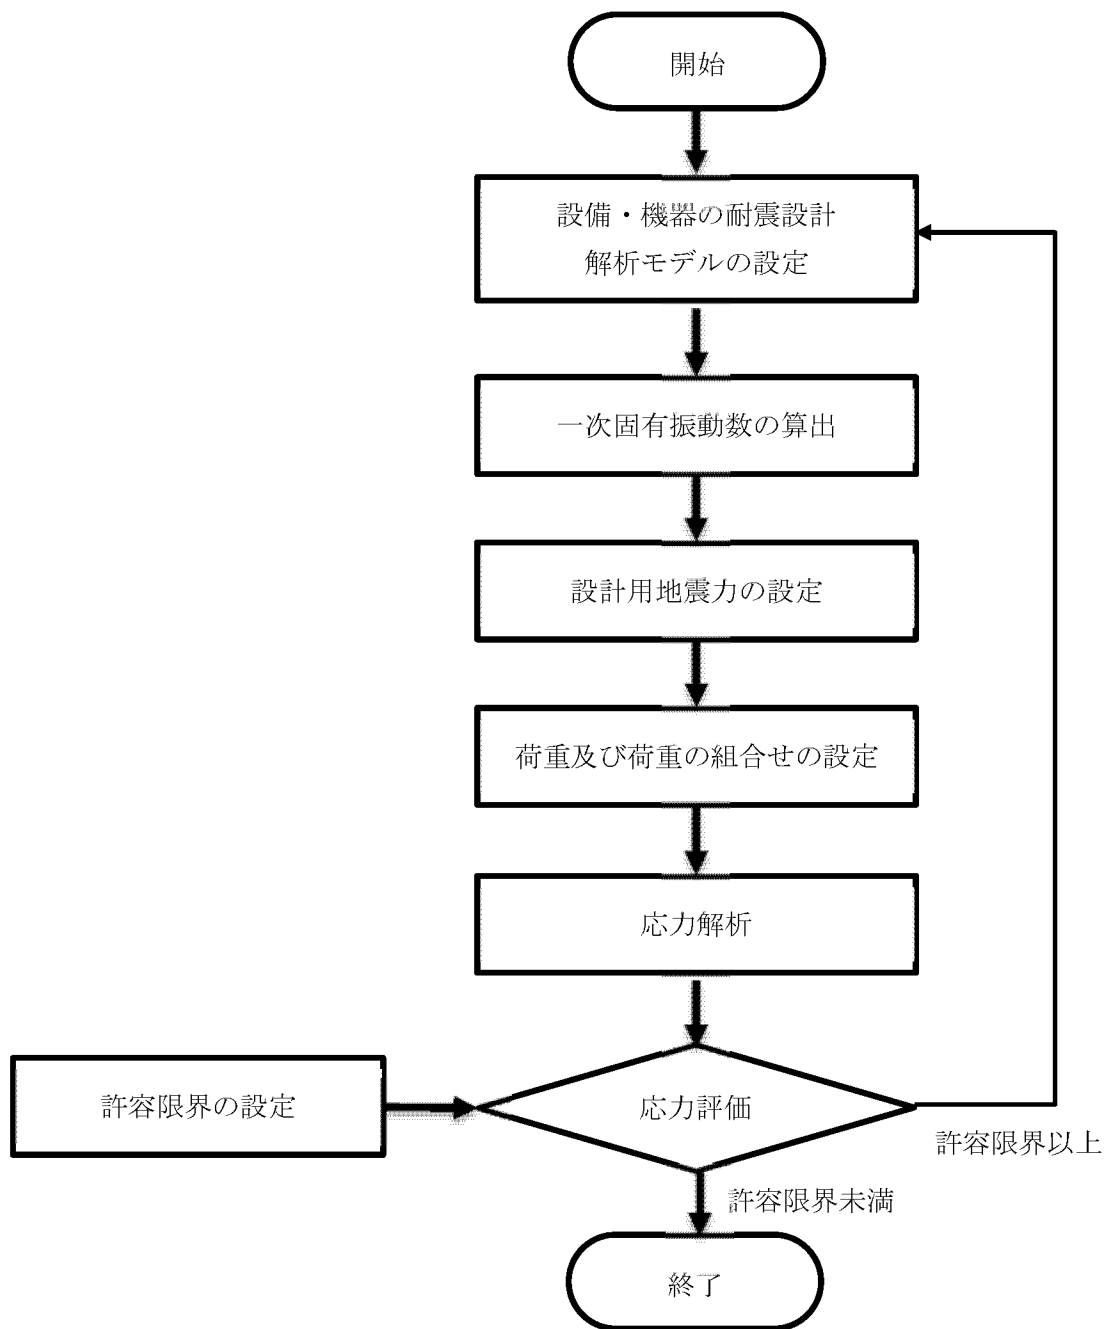 開始
設備・機器の耐震設計
解析モデルの設定
一次固有振動数の算出
設計用地震力の設定
荷重及び荷重の組合せの設定
応力解析
許容限界の設定
応力評価
許容限界以上
許容限界未満
終了